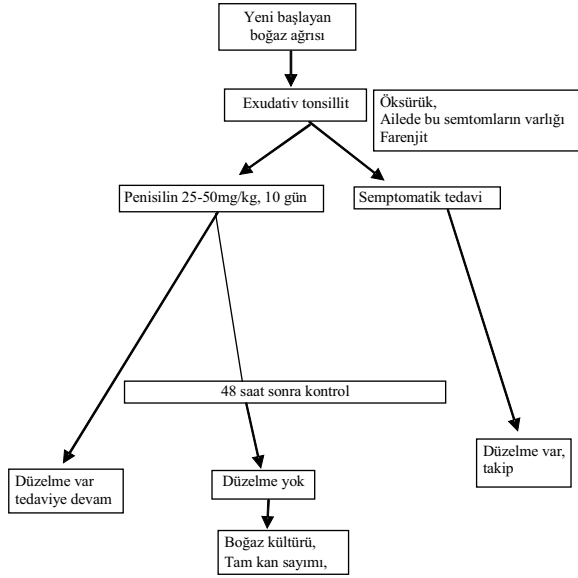 Yeni başlayan
boğaz ağrısı
Exudativ tonsillit
Öksürük,
Ailede bu semtomların varlığı
Farenjit
Penisilin 25-50mg/kg, 10 gün
Semptomatik tedavi
48 saat sonra kontrol
Düzelme var
tedaviye devam
Düzelme yok
Düzelme var,
takip
Boğaz kültürü,
Tam kan sayımı,